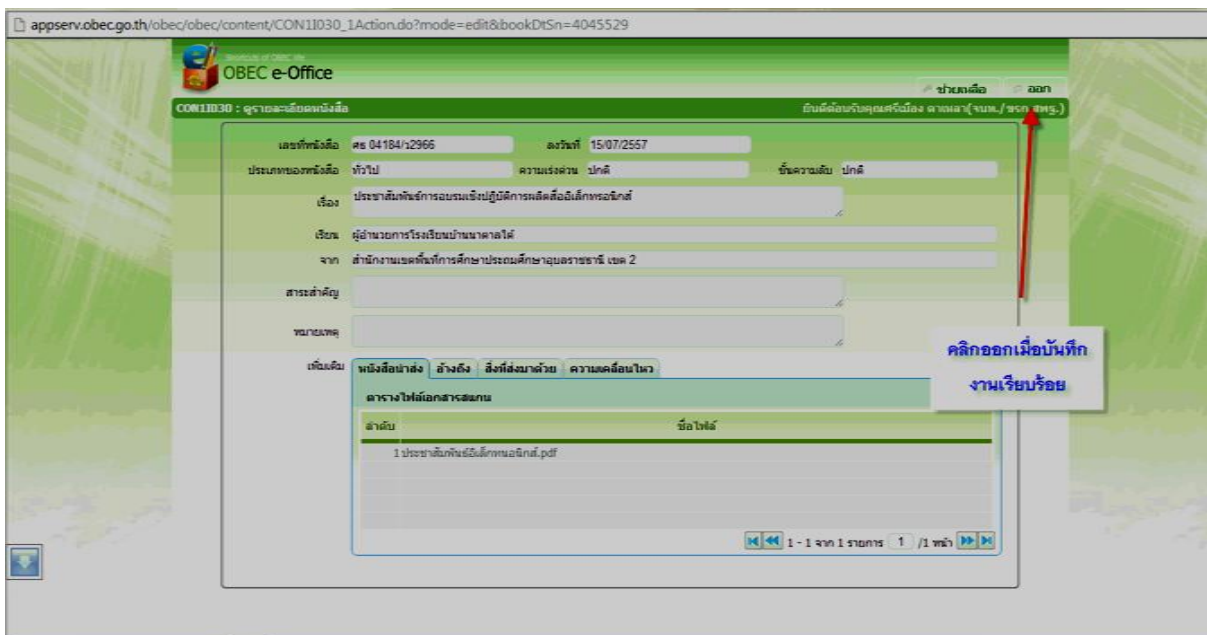 appserv.obec.go.th/obec/obec/content/CON1I030_1Action.do?mode=edit&bookDtSn=4045529
OBEC e-Office
ช่วยเหลือ ออก
CON1I030 : ดูรายละเอียดหนังสือ ยินดีต้อนรับคุณศรีเมือง
เลขที่หนังสือ ศธ 04184/ว2966 ลงวันที่ 15/07/2557
ประเภทของหนังสือ ทั่วไป ความเร่งด่วน ปกติ ชั้นความลับ ปกติ
เรื่อง ประชาสัมพันธ์การอบรมเชิงปฏิบัติการผลิตสื่ออิเล็กทรอนิกส์
เรียน ผู้อำนวยการโรงเรียนบ้านนาตาลใต้
จาก สำนักงานเขตพื้นที่การศึกษาประถมศึกษาอุบลราชธานี เขต 2
สาระสำคัญ
หมายเหตุ
คลิกออกเมื่อบันทึก
งานเรียบร้อย
เพิ่มเติม หนังสือนำส่ง อ้างถึง สิ่งที่ส่งมาด้วย ความเคลื่อนไหว
ตารางไฟล์เอกสารสแกน
ลำดับ ชื่อไฟล์
1 ประชาสัมพันธ์อิเล็กทนอนิกส์.pdf
1 - 1 จาก 1 รายการ 1 /1 หน้า